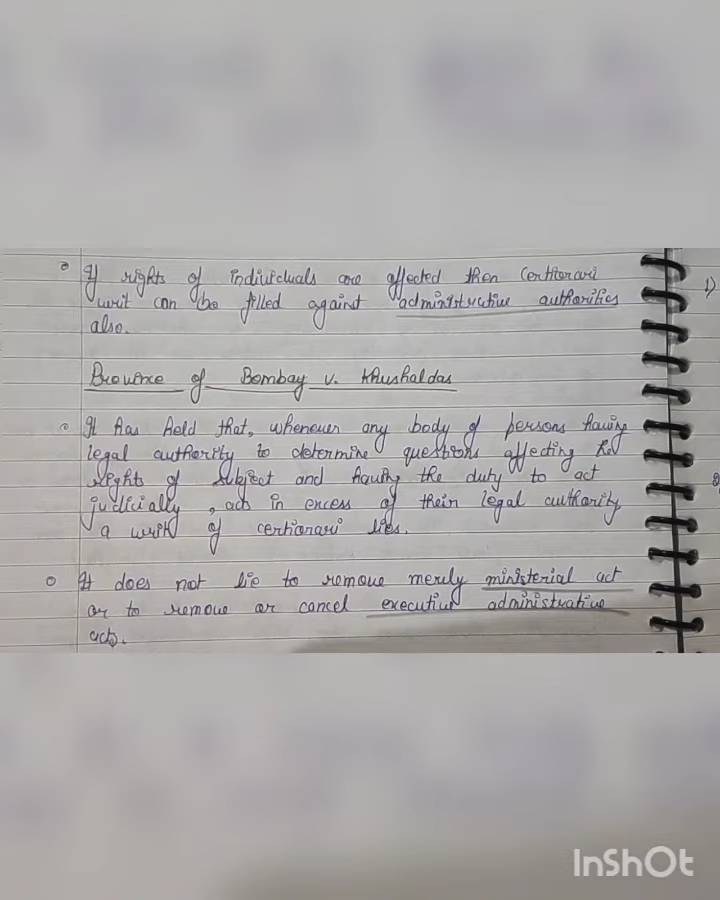 If rights of individuals are affected then Certiorari
writ can be filled against administrative authorities
also.
Province of Bombay v. Khushaldas
It has held that, whenever any body of persons having
legal authority to determine questions affecting the
rights of subject and having the duty to act
judicially, acts in excess of their legal authority
a writ of certiorari lies.
It does not lie to remove merely ministerial act
or to remove or cancel executive administrative
acts.
1)
InShOt